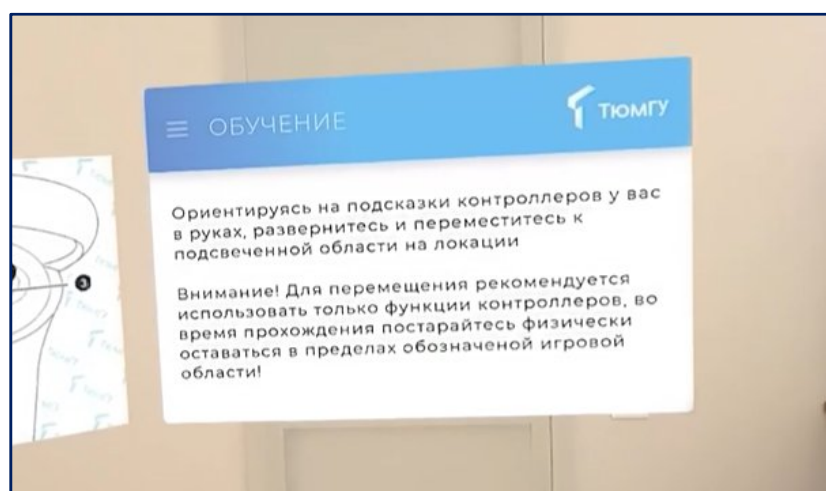 ОБУЧЕНИЕ
ТЮМГУ
Ориентируясь на подсказки контроллеров у вас
в руках, развернитесь и переместитесь к
подсвеченной области на локации
Внимание! Для перемещения рекомендуется
использовать только функции контроллеров, во
время прохождения постарайтесь физически
оставаться в пределах обозначеной игровой
области!
3